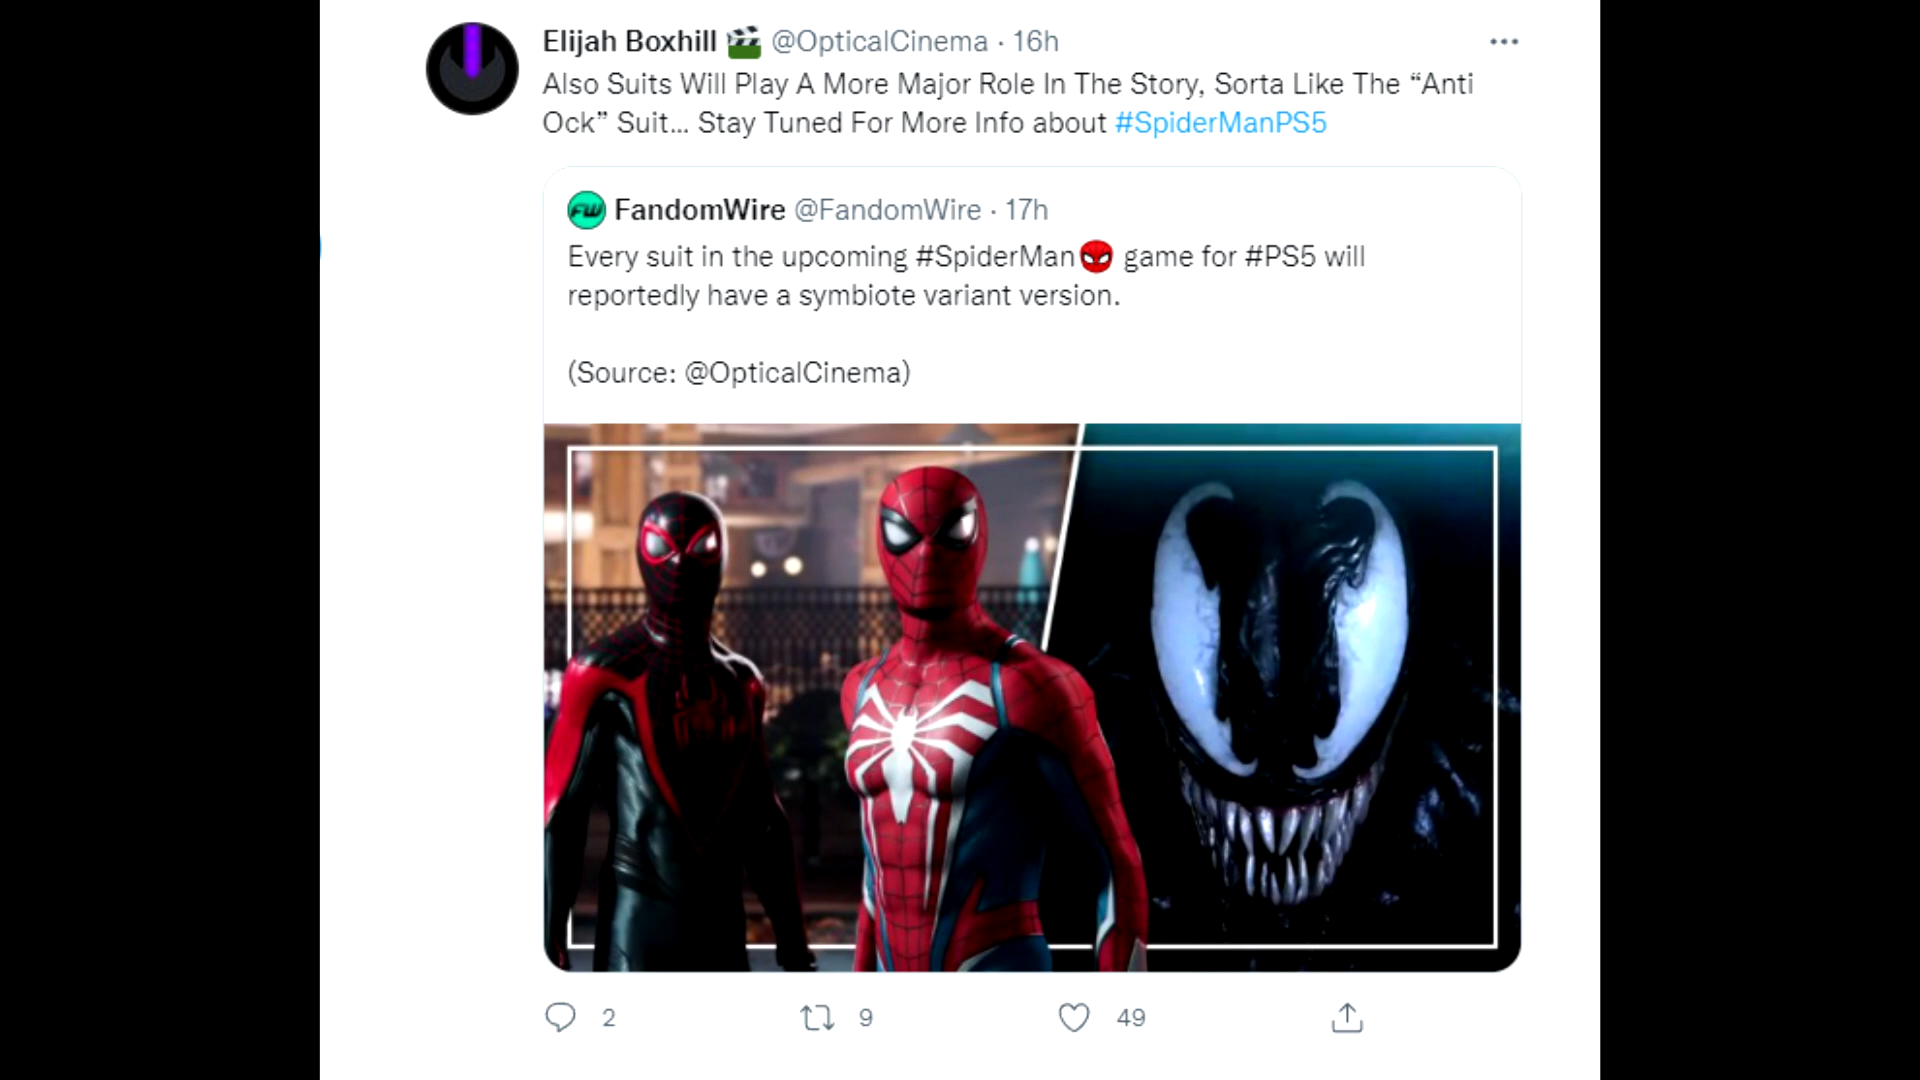 Elijah Boxhill 🎬 @OpticalCinema · 16h
Also Suits Will Play A More Major Role In The Story, Sorta Like The “Anti
Ock” Suit... Stay Tuned For More Info about #SpiderManPS5
FW FandomWire @FandomWire · 17h
Every suit in the upcoming #SpiderMan game for #PS5 will
reportedly have a symbiote variant version.
(Source: @OpticalCinema)
2 9 49